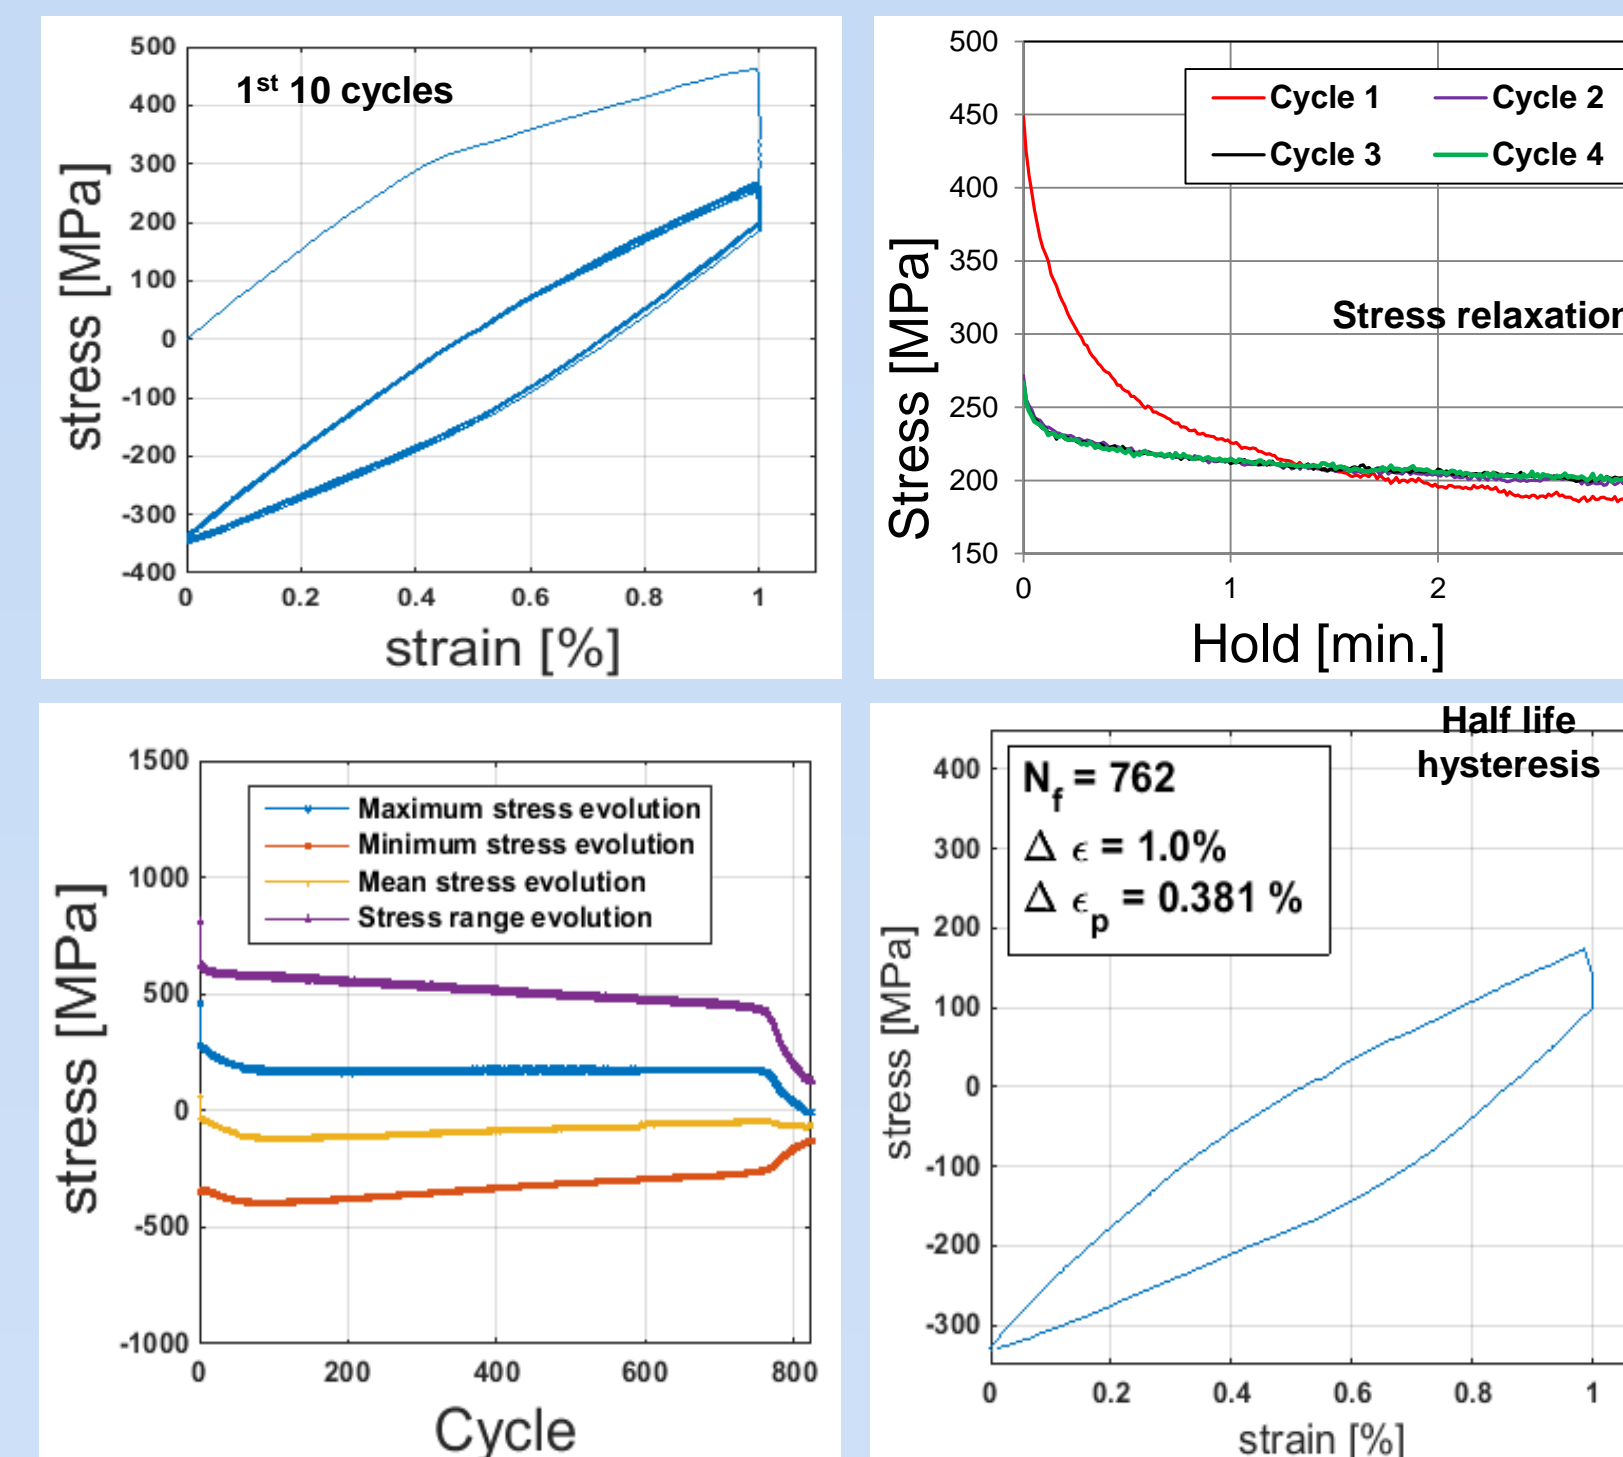 1st 10 cycles
500
400
300
200
100
0
-100
-200
-300
-400
0 0.2 0.4 0.6 0.8 1
stress [MPa]
strain [%]
500
450
400
350
300
250
200
150
0 1 2
Cycle 1 Cycle 2
Cycle 3 Cycle 4
Stress relaxation
Stress [MPa]
Hold [min.]
1500
1000
500
0
-500
-1000
0 200 400 600 800
Maximum stress evolution
Minimum stress evolution
Mean stress evolution
Stress range evolution
stress [MPa]
Cycle
Half life
hysteresis
Nf = 762
Δ ϵ = 1.0%
Δ ϵp = 0.381 %
400
300
200
100
0
-100
-200
-300
0 0.2 0.4 0.6 0.8 1
stress [MPa]
strain [%]